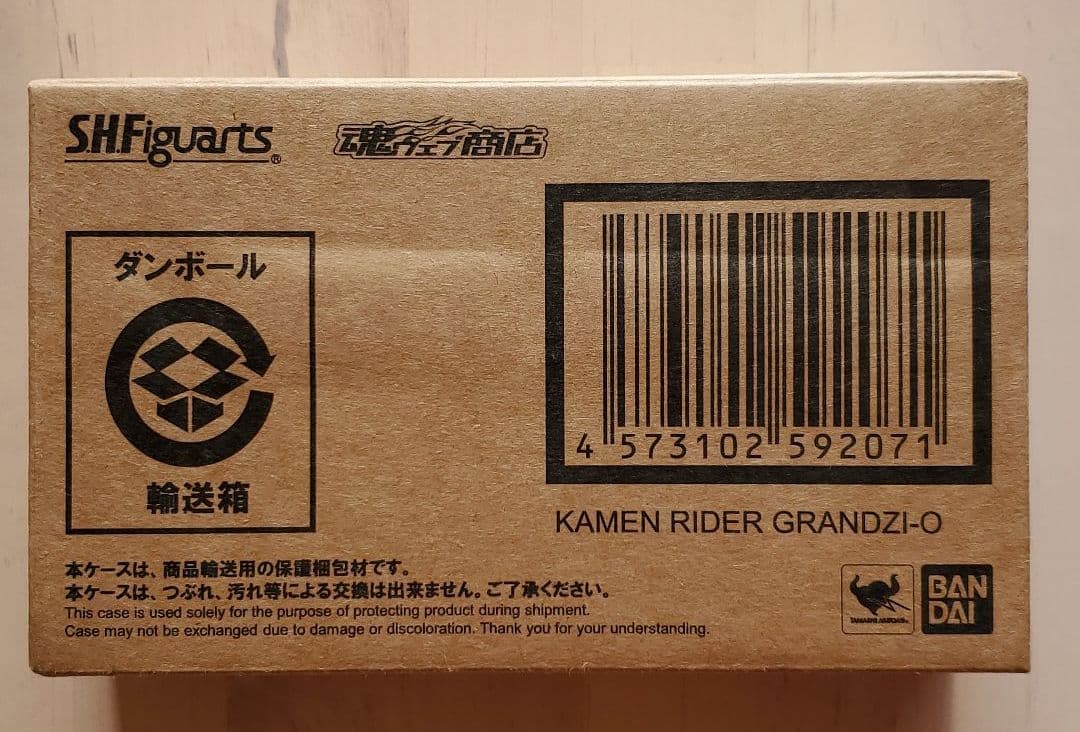 S.H.Figuarts®
魂ウェブ商店
ダンボール
輸送箱
4 573102 592071
KAMEN RIDER GRANDZI-O
本ケースは、商品輸送用の保護梱包材です。
本ケースは、つぶれ、汚れ等による交換は出来ません。ご了承ください。
This case is used solely for the purpose of protecting product during shipment.
Case may not be exchanged due to damage or discoloration. Thank you for your understanding.
TAMASHII NATIONS
BAN
DAI